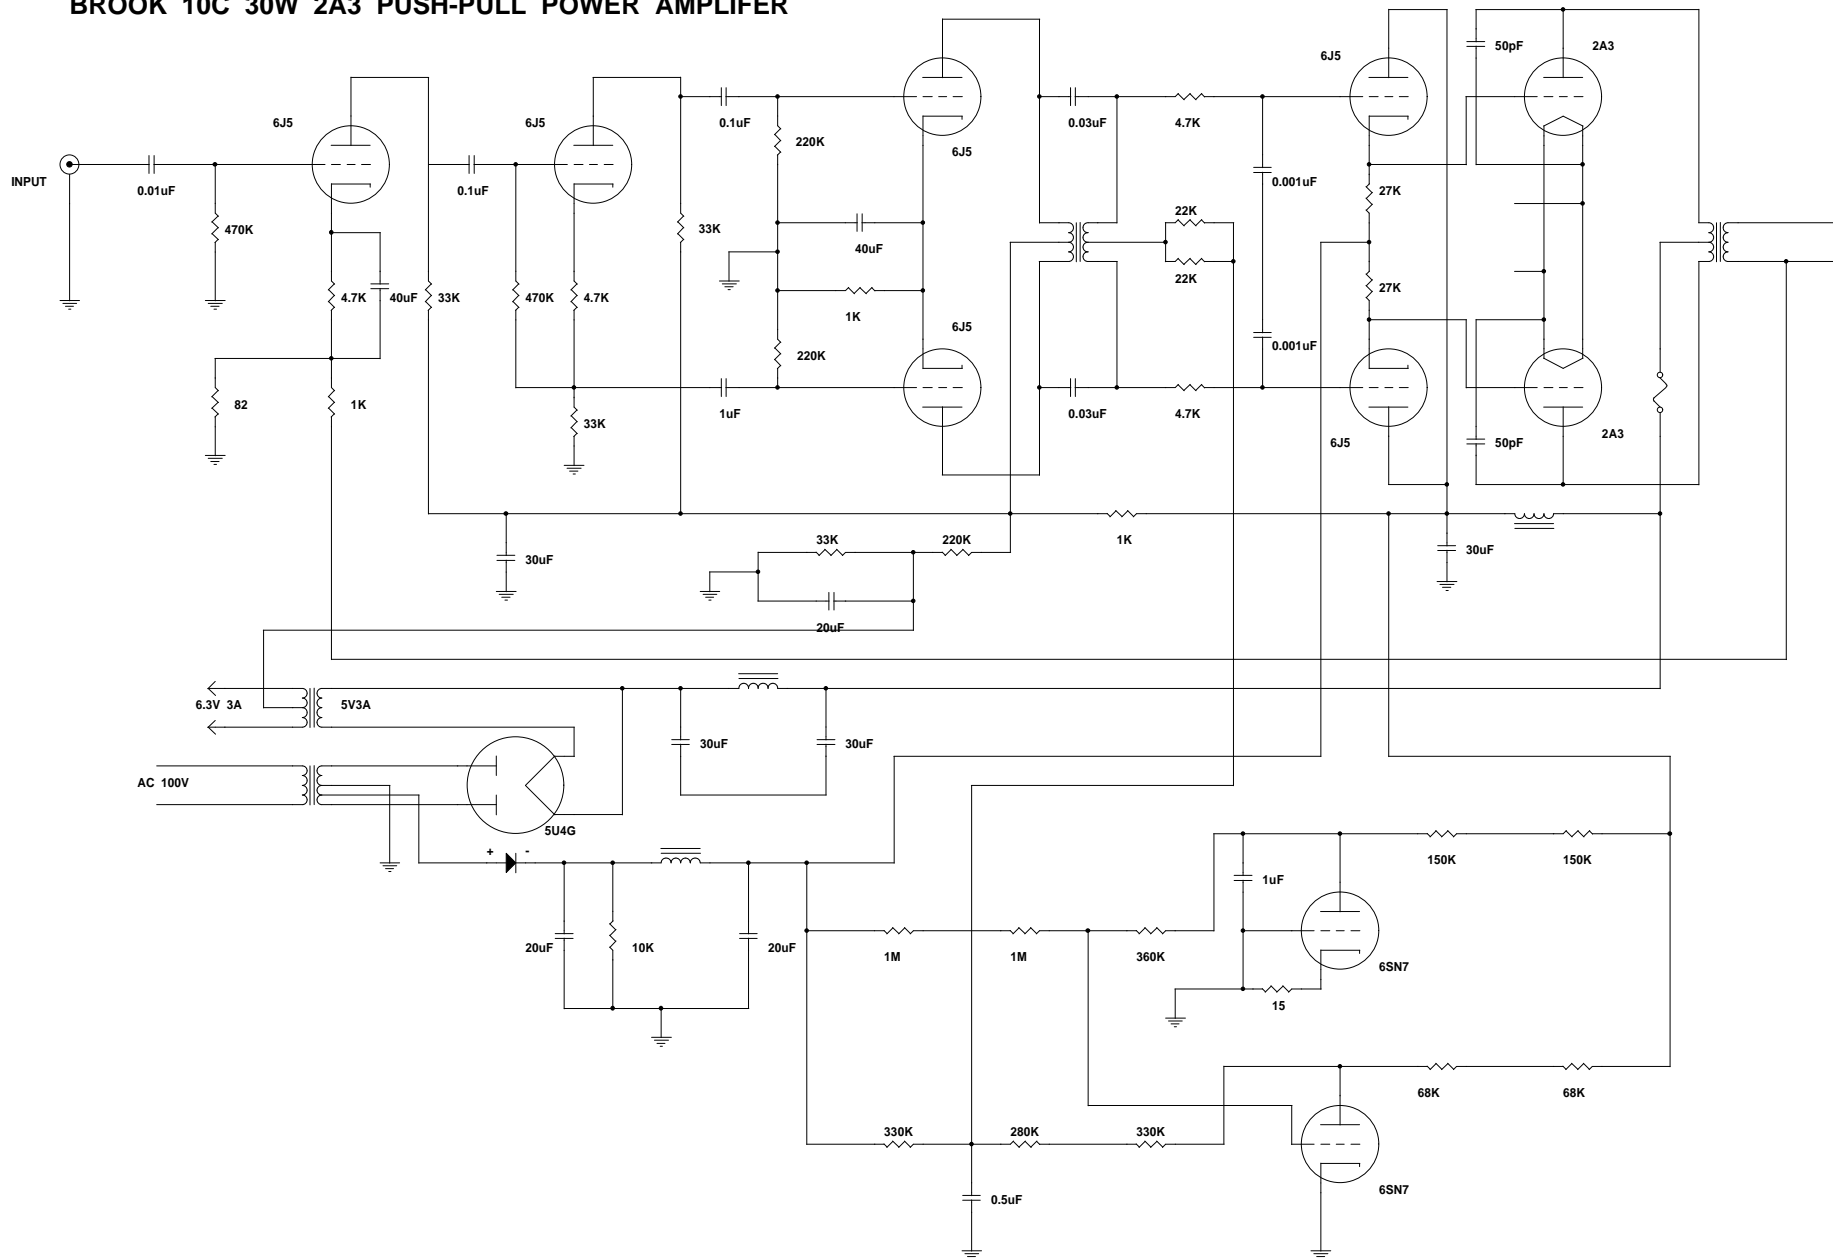 BROOK 10C 30W 2A3 PUSH-PULL POWER AMPLIFER
50pF
2A3
6J5
6J5
6J5
0.1uF
0.03uF
4.7K
220K
6J5
INPUT
0.01uF
0.1uF
0.001uF
27K
22K
470K
33K
40uF
22K
4.7K
40uF
33K
470K
4.7K
27K
1K
6J5
0.001uF
220K
82
1K
1uF
0.03uF
4.7K
33K
6J5
50pF
2A3
33K
220K
1K
30uF
30uF
20uF
6.3V 3A
5V3A
30uF
30uF
AC 100V
5U4G
+ -
150K
150K
1uF
20uF
10K
20uF
1M
1M
360K
6SN7
15
68K
68K
330K
280K
330K
6SN7
0.5uF